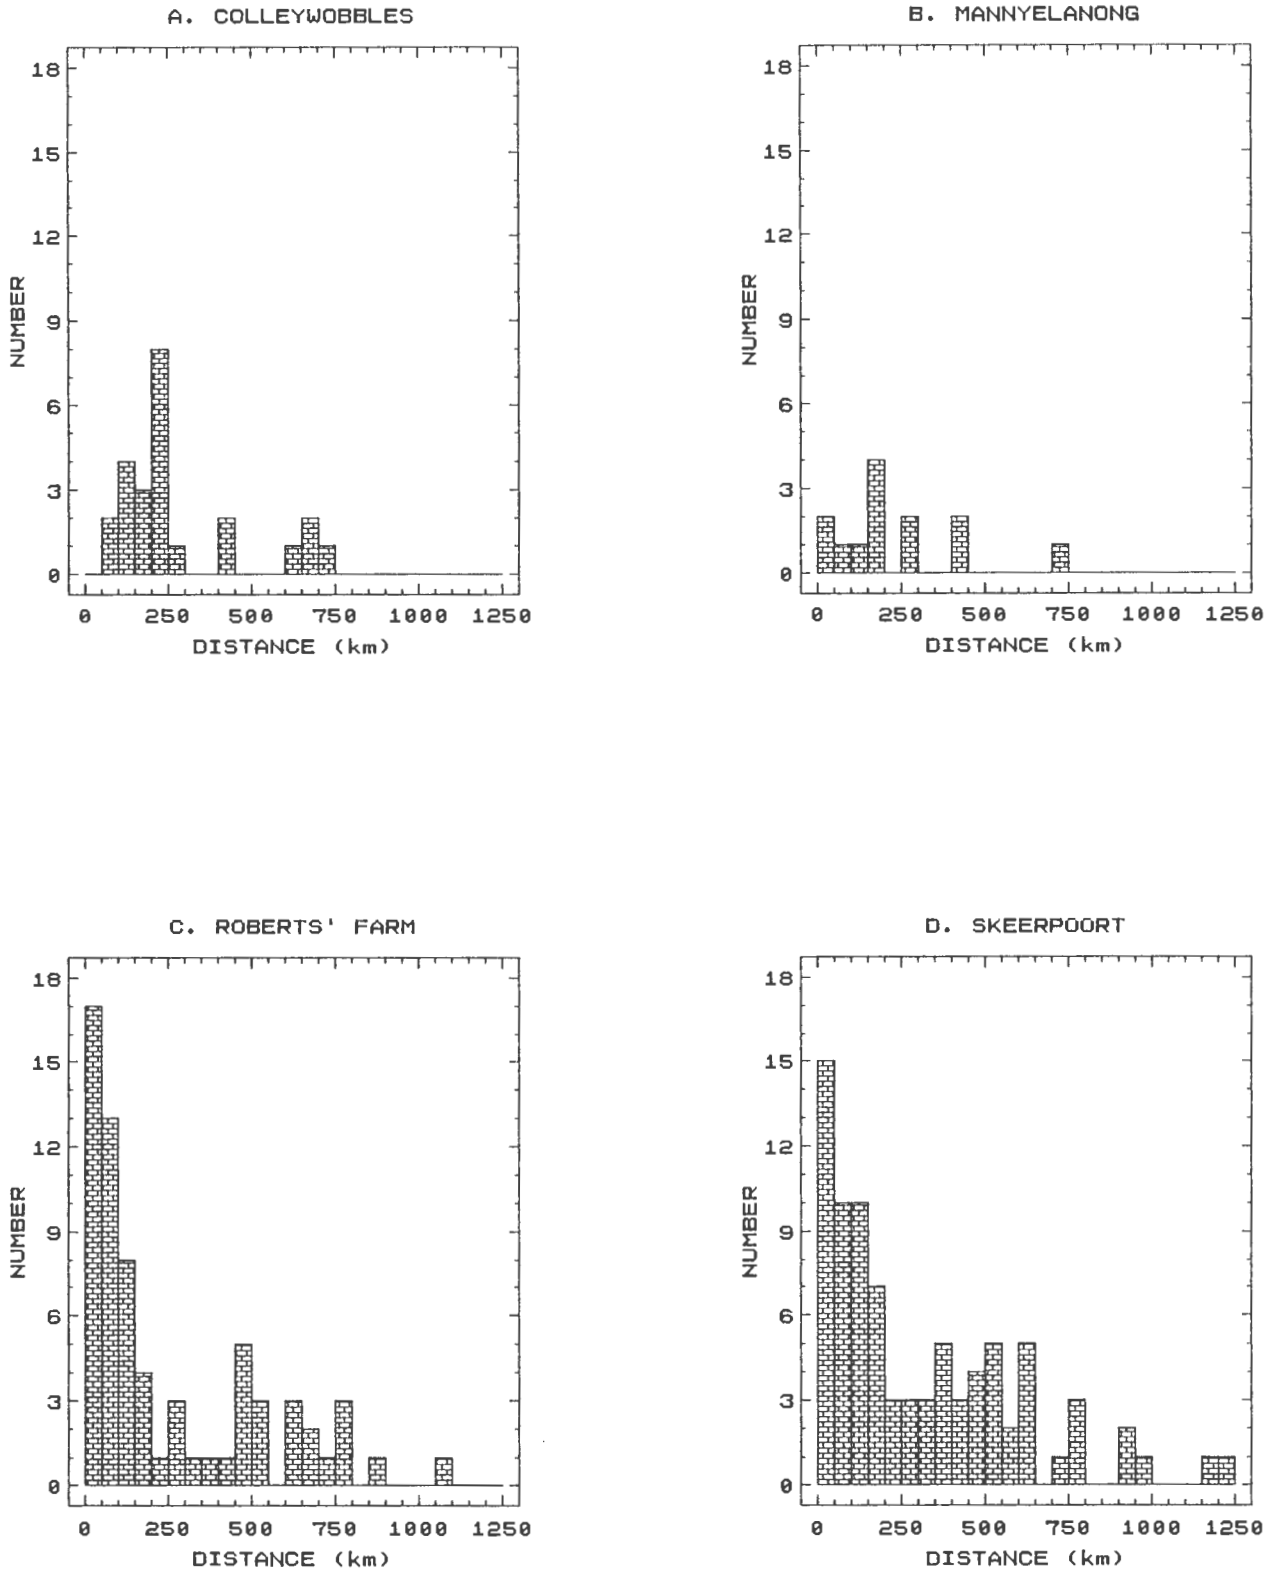 A. COLLEYWOBBLES
18
15
12
9
6
3
0
NUMBER
0 250 500 750 1000 1250
DISTANCE (km)
B. MANNYELANONG
18
15
12
9
6
3
0
NUMBER
0 250 500 750 1000 1250
DISTANCE (km)
C. ROBERTS' FARM
18
15
12
9
6
3
0
NUMBER
0 250 500 750 1000 1250
DISTANCE (km)
D. SKEERPOORT
18
15
12
9
6
3
0
NUMBER
0 250 500 750 1000 1250
DISTANCE (km)